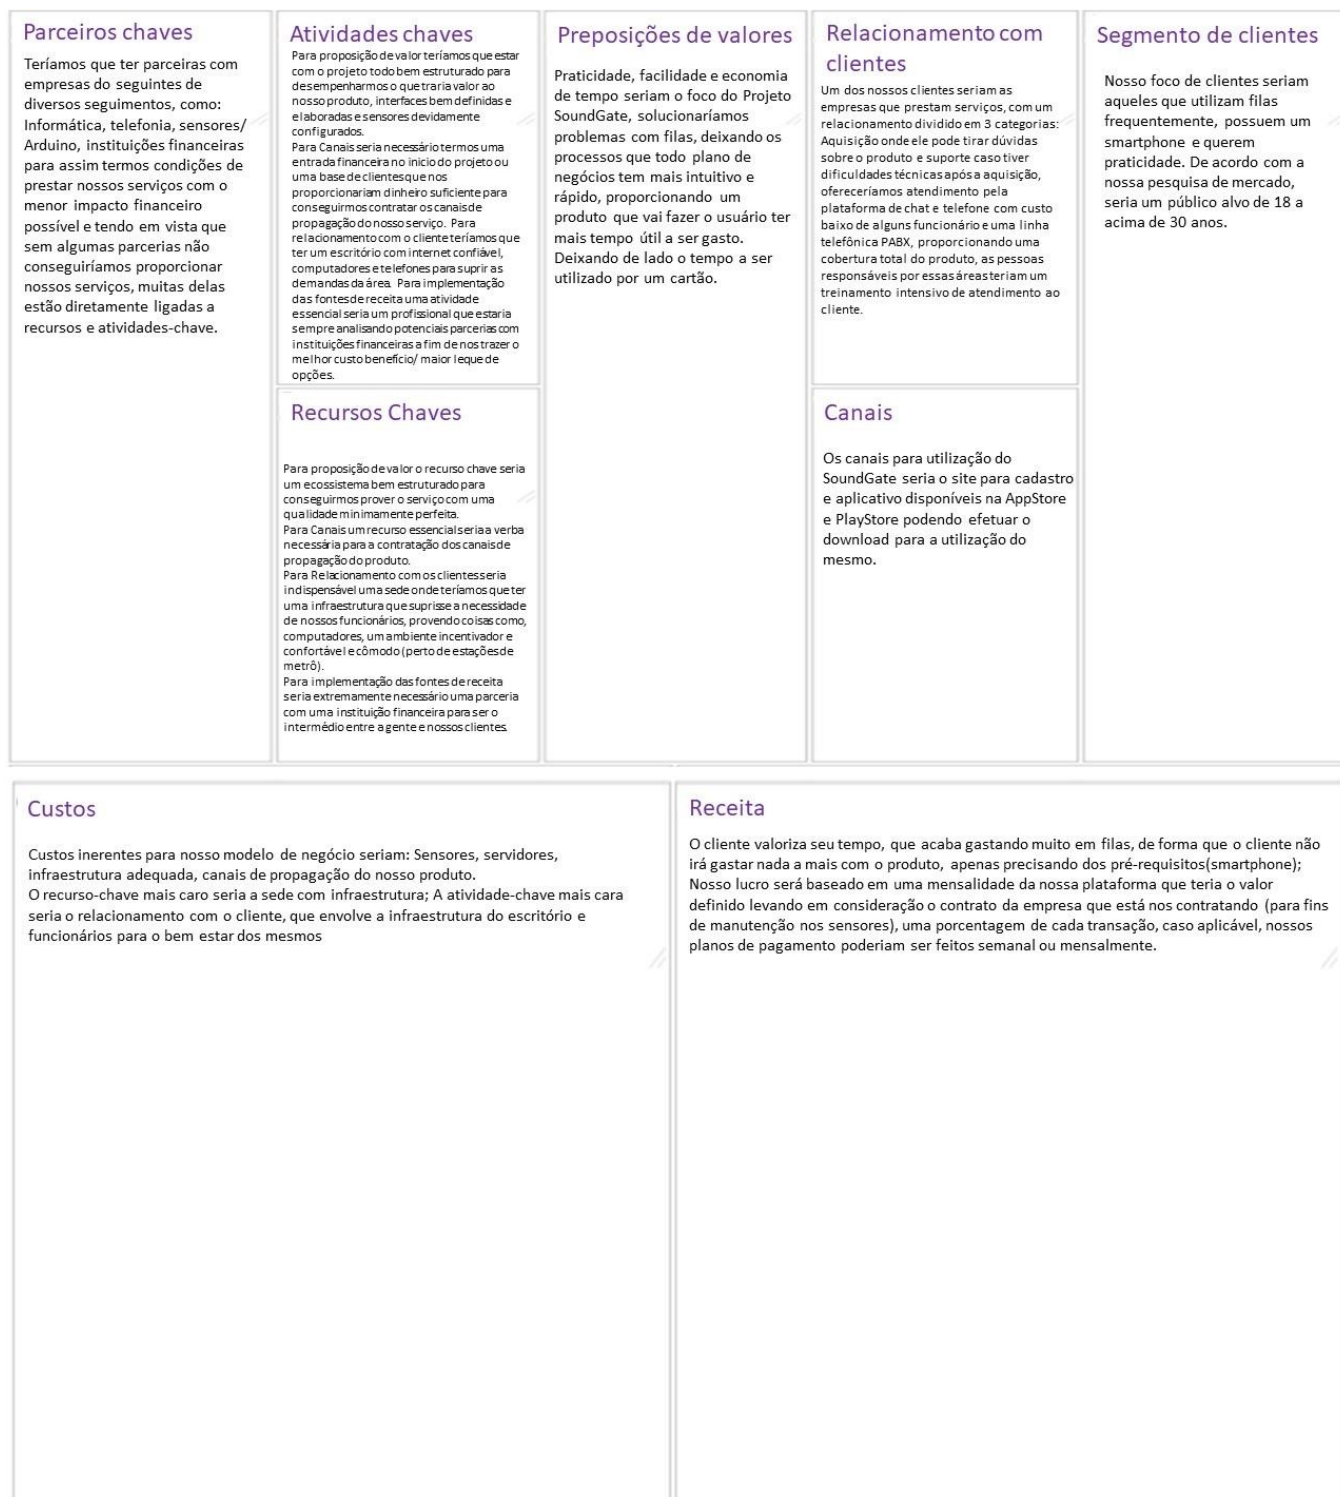 Parceiros chaves
Teríamos que ter parceiras com
empresas do seguintes de
diversos seguimentos, como:
Informática, telefonia, sensores/
Arduino, instituições financeiras
para assim termos condições de
prestar nossos serviços com o
menor impacto financeiro
possível e tendo em vista que
sem algumas parcerias não
conseguiríamos proporcionar
nossos serviços, muitas delas
estão diretamente ligadas a
recursos e atividades-chave.
Atividades chaves
Para proposição de valor teríamos que estar
com o projeto todo bem estruturado para
desempenharmos o que traria valor ao
nosso produto, interfaces bem definidas e
elaboradas e sensores devidamente
configurados.
Para Canais seria necessário termos uma
entrada financeira no inicio do projeto ou
uma base de clientes que nos
proporcionariam dinheiro suficiente para
conseguirmos contratar os canais de
propagação do nosso serviço. Para
relacionamento com o cliente teríamos que
ter um escritório com internet confiável,
computadores e telefones para suprir as
demandas da área. Para implementação
das fontes de receita uma atividade
essencial seria um profissional que estaria
sempre analisando potenciais parcerias com
instituições financeiras a fim de nos trazer o
melhor custo benefício/ maior leque de
opções.
Recursos Chaves
Para proposição de valor o recurso chave seria
um ecossistema bem estruturado para
conseguirmos prover o serviço com uma
qualidade minimamente perfeita.
Para Canais um recurso essencial seria a verba
necessária para a contratação dos canais de
propagação do produto.
Para Relacionamento com os clientes seria
indispensável uma sede onde teríamos que ter
uma infraestrutura que suprisse a necessidade
de nossos funcionários, provendo coisas como,
computadores, um ambiente incentivador e
confortável e cômodo (perto de estações de
metrô).
Para implementação das fontes de receita
seria extremamente necessário uma parceria
com uma instituição financeira para ser o
intermédio entre a gente e nossos clientes.
Preposições de valores
Praticidade, facilidade e economia
de tempo seriam o foco do Projeto
SoundGate, solucionaríamos
problemas com filas, deixando os
processos que todo plano de
negócios tem mais intuitivo e
rápido, proporcionando um
produto que vai fazer o usuário ter
mais tempo útil a ser gasto.
Deixando de lado o tempo a ser
utilizado por um cartão.
Relacionamento com
clientes
Um dos nossos clientes seriam as
empresas que prestam serviços, com um
relacionamento dividido em 3 categorias:
Aquisição onde ele pode tirar dúvidas
sobre o produto e suporte caso tiver
dificuldades técnicas após a aquisição,
ofereceríamos atendimento pela
plataforma de chat e telefone com custo
baixo de alguns funcionário e uma linha
telefônica PABX, proporcionando uma
cobertura total do produto, as pessoas
responsáveis por essas áreas teriam um
treinamento intensivo de atendimento ao
cliente.
Canais
Os canais para utilização do
SoundGate seria o site para cadastro
e aplicativo disponíveis na AppStore
e PlayStore podendo efetuar o
download para a utilização do
mesmo.
Segmento de clientes
Nosso foco de clientes seriam
aqueles que utilizam filas
frequentemente, possuem um
smartphone e querem
praticidade. De acordo com a
nossa pesquisa de mercado,
seria um público alvo de 18 a
acima de 30 anos.
Custos
Custos inerentes para nosso modelo de negócio seriam: Sensores, servidores,
infraestrutura adequada, canais de propagação do nosso produto.
O recurso-chave mais caro seria a sede com infraestrutura; A atividade-chave mais cara
seria o relacionamento com o cliente, que envolve a infraestrutura do escritório e
funcionários para o bem estar dos mesmos
Receita
O cliente valoriza seu tempo, que acaba gastando muito em filas, de forma que o cliente não
irá gastar nada a mais com o produto, apenas precisando dos pré-requisitos(smartphone);
Nosso lucro será baseado em uma mensalidade da nossa plataforma que teria o valor
definido levando em consideração o contrato da empresa que está nos contratando (para fins
de manutenção nos sensores), uma porcentagem de cada transação, caso aplicável, nossos
planos de pagamento poderiam ser feitos semanal ou mensalmente.